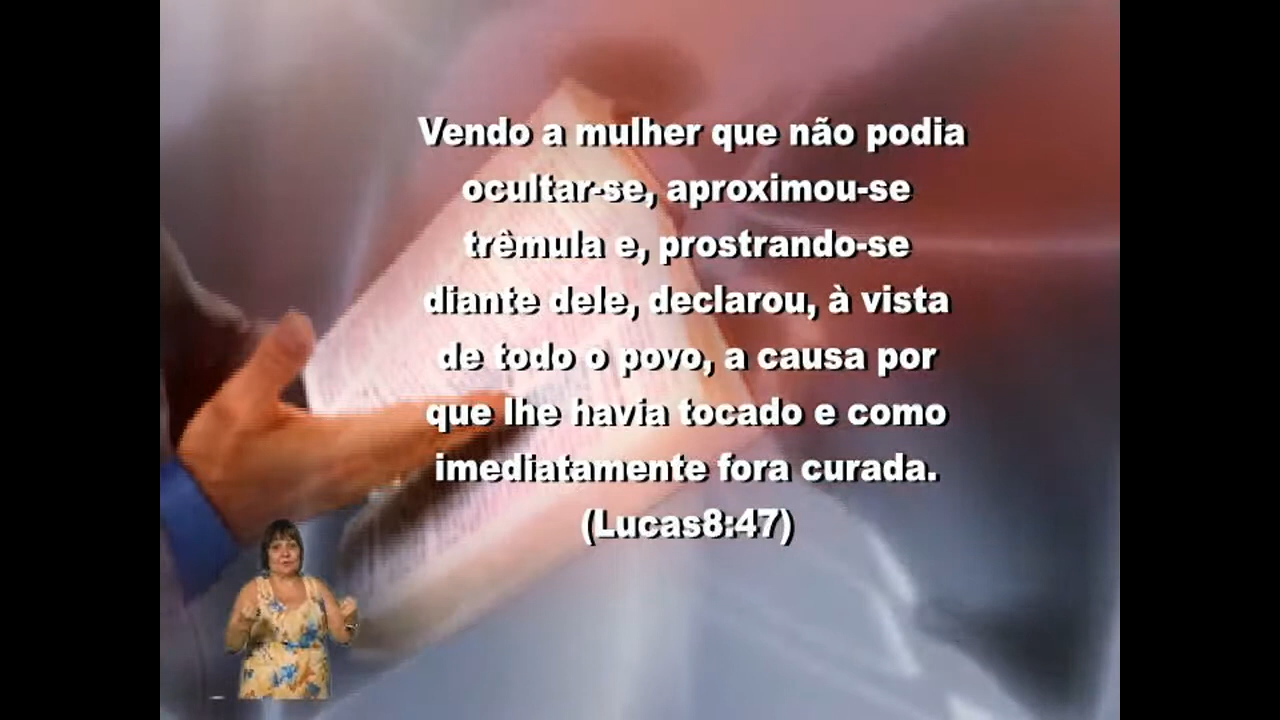 Vendo a mulher que não podia
ocultar-se, aproximou-se
trêmula e, prostrando-se
diante dele, declarou, à vista
de todo o povo, a causa por
que lhe havia tocado e como
imediatamente fora curada.
(Lucas8:47)